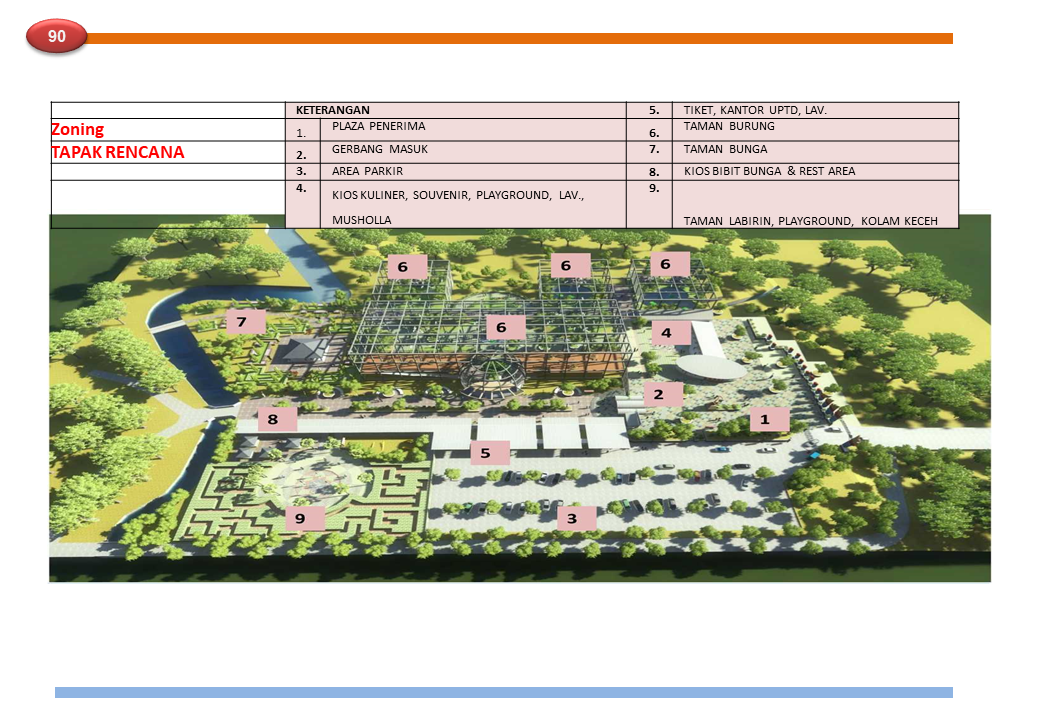 90
KETERANGAN
5. TIKET, KANTOR UPTD, LAV.
Zoning
1. PLAZA PENERIMA
6. TAMAN BURUNG
TAPAK RENCANA
2. GERBANG MASUK
7. TAMAN BUNGA
3. AREA PARKIR
8. KIOS BIBIT BUNGA & REST AREA
4. KIOS KULINER, SOUVENIR, PLAYGROUND, LAV.,
MUSHOLLA
9. TAMAN LABIRIN, PLAYGROUND, KOLAM KECEH
6 6 6
7 6 4
2
8 1
5
9 3